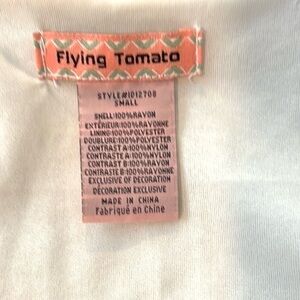 Flying Tomato
STYLE#1012708
SMALL
SHELL:100%RAYON
EXTÉRIEUR:100%RAYONNE
LINING:100%POLYESTER
DOUBLURE:100%POLYESTER
CONTRAST A:100%NYLON
CONTRASTE A:100%NYLON
CONTRAST B:100%RAYON
CONTRASTE B:100%RAYONNE
EXCLUSIVE OF DECORATION
DÉCORATION EXCLUSIVE
MADE IN CHINA
Fabriqué en Chine